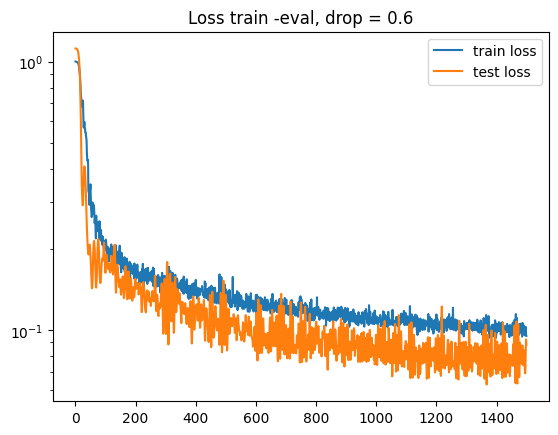 Loss train -eval, drop = 0.6
train loss
test loss
10⁰
10⁻¹
0 200 400 600 800 1000 1200 1400